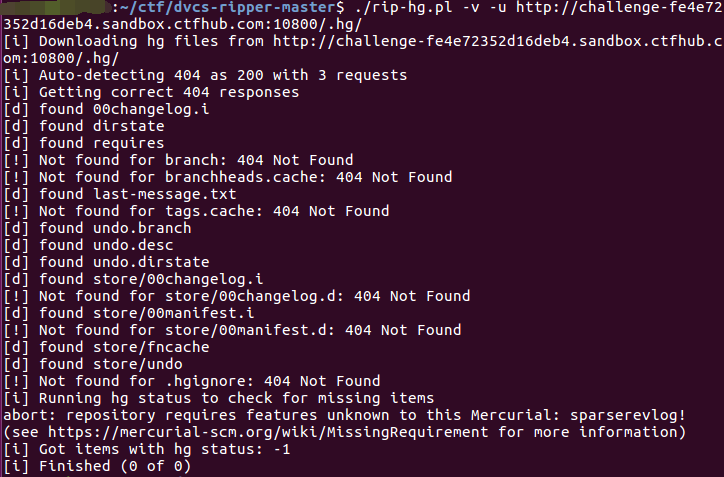 :~/ctf/dvcs-ripper-master$ ./rip-hg.pl -v -u http://challenge-fe4e72
352d16deb4.sandbox.ctfhub.com:10800/.hg/
[i] Downloading hg files from http://challenge-fe4e72352d16deb4.sandbox.ctfhub.c
om:10800/.hg/
[i] Auto-detecting 404 as 200 with 3 requests
[i] Getting correct 404 responses
[d] found 00changelog.i
[d] found dirstate
[d] found requires
[!] Not found for branch: 404 Not Found
[!] Not found for branchheads.cache: 404 Not Found
[d] found last-message.txt
[!] Not found for tags.cache: 404 Not Found
[d] found undo.branch
[d] found undo.desc
[d] found undo.dirstate
[d] found store/00changelog.i
[!] Not found for store/00changelog.d: 404 Not Found
[d] found store/00manifest.i
[!] Not found for store/00manifest.d: 404 Not Found
[d] found store/fncache
[d] found store/undo
[!] Not found for .hgignore: 404 Not Found
[i] Running hg status to check for missing items
abort: repository requires features unknown to this Mercurial: sparserevlog!
(see https://mercurial-scm.org/wiki/MissingRequirement for more information)
[i] Got items with hg status: -1
[i] Finished (0 of 0)